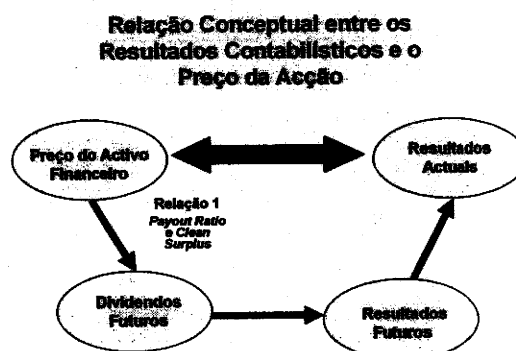 Relação Conceptual entre os
Resultados Contabilísticos e o
Preço da Acção
Preço do Activo
Financeiro
Resultados
Actuais
Relação 1
Payout Ratio
e Clean
Surplus
Dividendos
Futuros
Resultados
Futuros